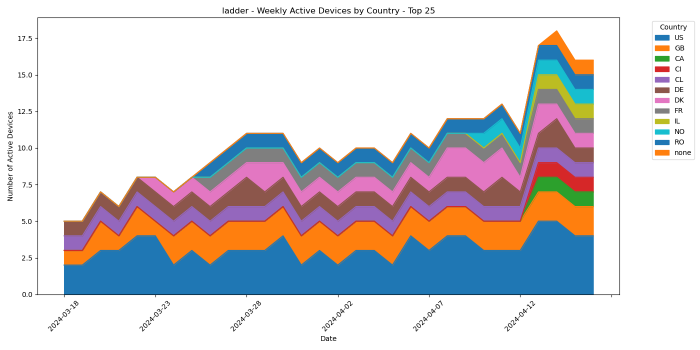 ladder - Weekly Active Devices by Country - Top 25
Number of Active Devices
17.5
15.0
12.5
10.0
7.5
5.0
2.5
0.0
2024-03-18
2024-03-23
2024-03-28
2024-04-02
2024-04-07
2024-04-12
Date
Country
US
GB
CA
CI
CL
DE
DK
FR
IL
NO
RO
none